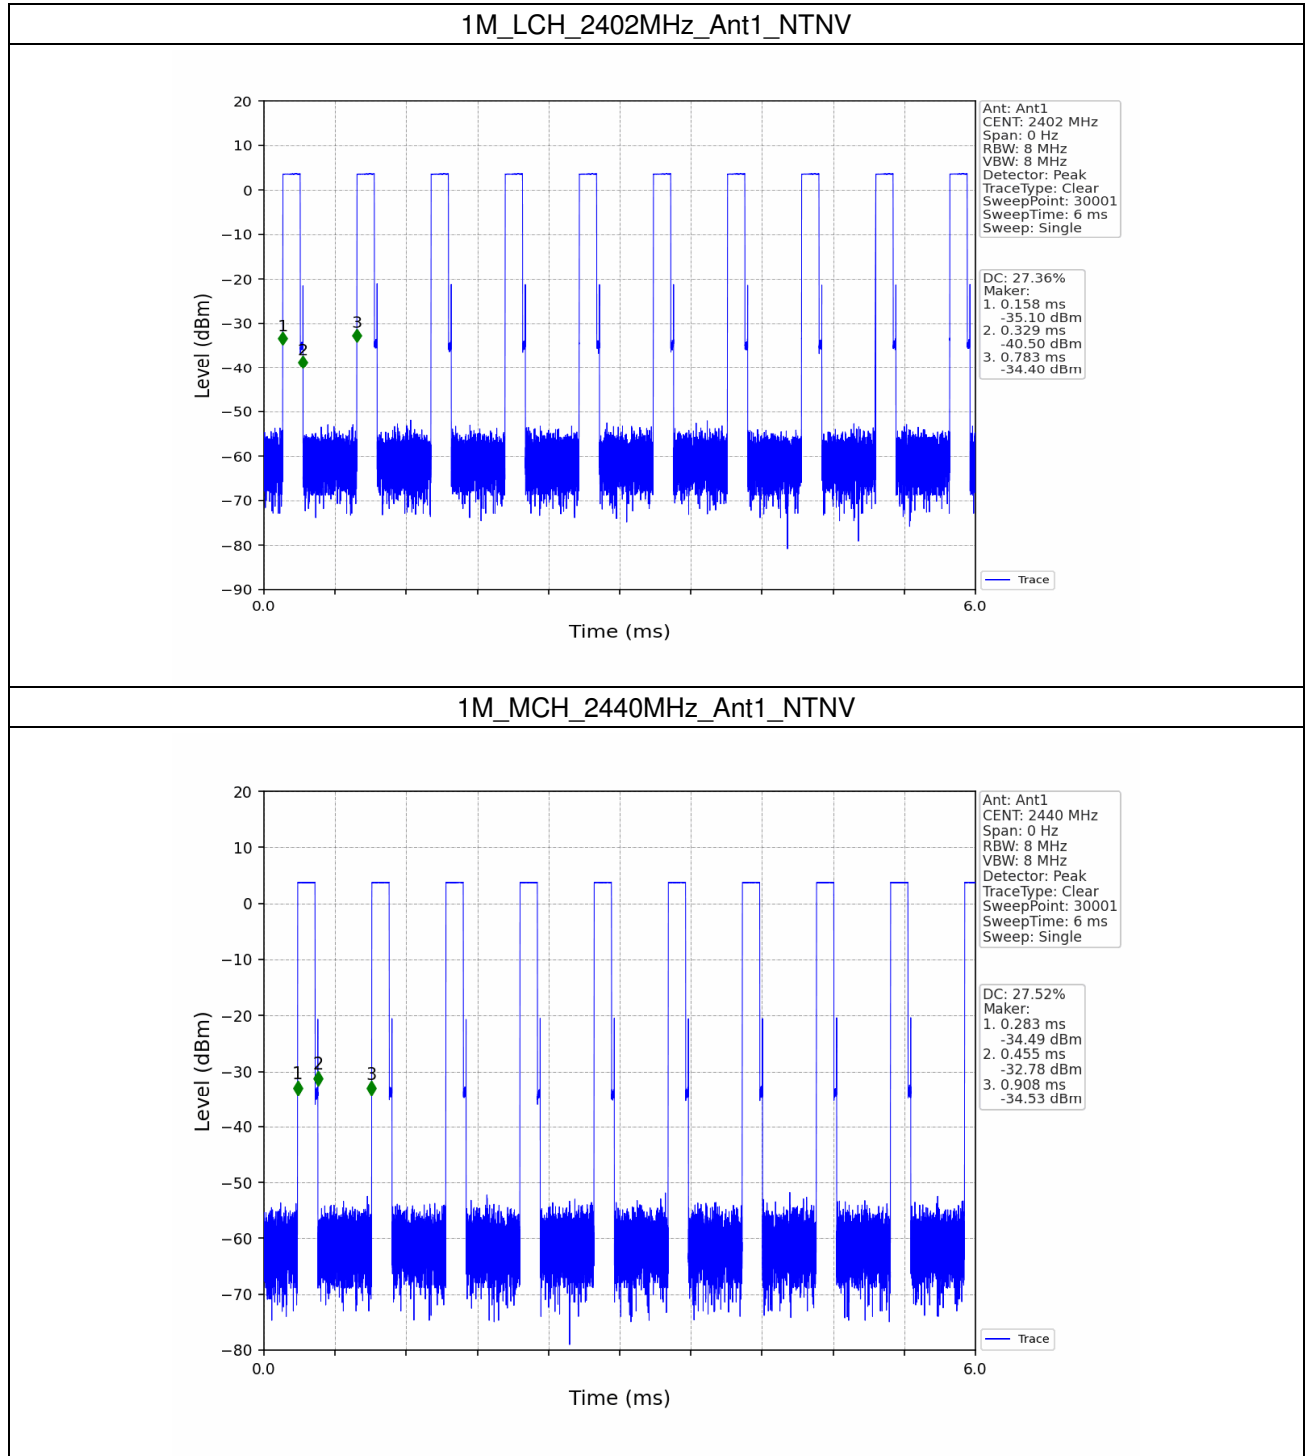 1M_LCH_2402MHz_Ant1_NTNV
20
10
0
−10
−20
−30
−40
−50
−60
−70
−80
−90
Level (dBm)
1
2
3
0.0
6.0
Time (ms)
Ant: Ant1
CENT: 2402 MHz
Span: 0 Hz
RBW: 8 MHz
VBW: 8 MHz
Detector: Peak
TraceType: Clear
SweepPoint: 30001
SweepTime: 6 ms
Sweep: Single
DC: 27.36%
Maker:
1. 0.158 ms
-35.10 dBm
2. 0.329 ms
-40.50 dBm
3. 0.783 ms
-34.40 dBm
Trace
1M_MCH_2440MHz_Ant1_NTNV
20
10
0
−10
−20
−30
−40
−50
−60
−70
−80
Level (dBm)
1
2
3
0.0
6.0
Time (ms)
Ant: Ant1
CENT: 2440 MHz
Span: 0 Hz
RBW: 8 MHz
VBW: 8 MHz
Detector: Peak
TraceType: Clear
SweepPoint: 30001
SweepTime: 6 ms
Sweep: Single
DC: 27.52%
Maker:
1. 0.283 ms
-34.49 dBm
2. 0.455 ms
-32.78 dBm
3. 0.908 ms
-34.53 dBm
Trace